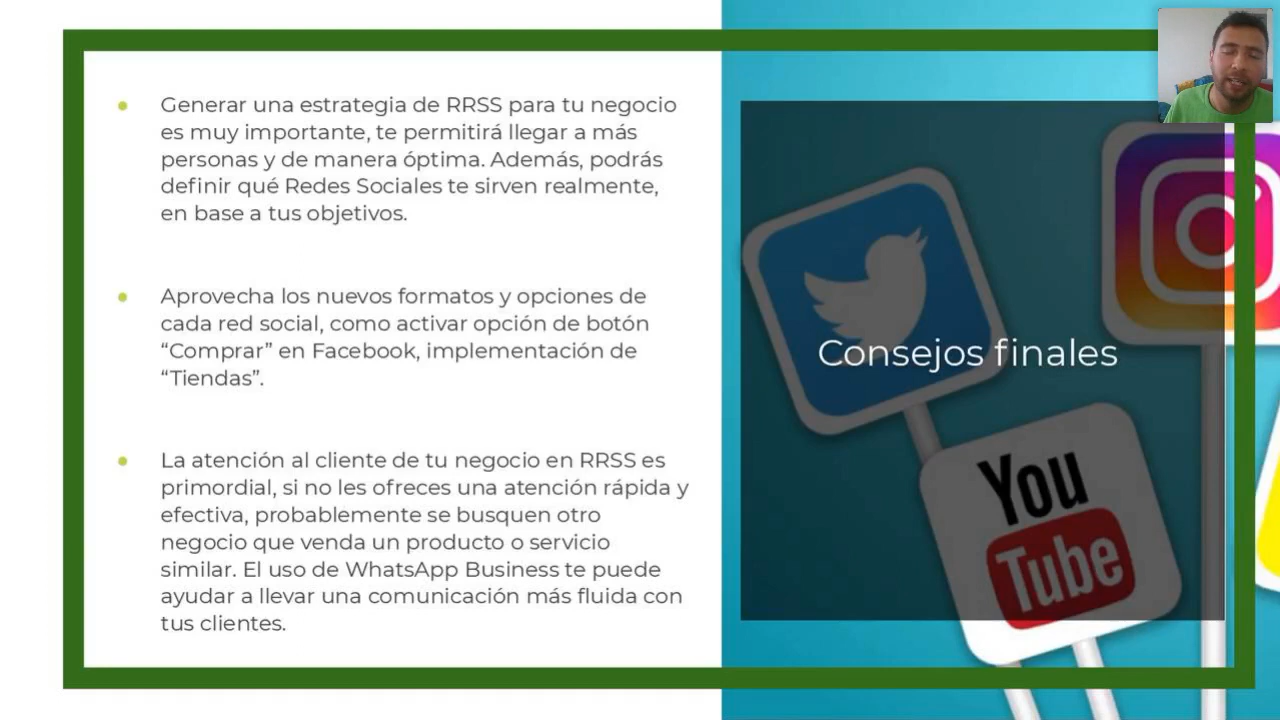 Generar una estrategia de RRSS para tu negocio
es muy importante, te permitirá llegar a más
personas y de manera óptima. Además, podrás
definir qué Redes Sociales te sirven realmente,
en base a tus objetivos.
Aprovecha los nuevos formatos y opciones de
cada red social, como activar opción de botón
“Comprar” en Facebook, implementación de
“Tiendas”.
La atención al cliente de tu negocio en RRSS es
primordial, si no les ofreces una atención rápida y
efectiva, probablemente se busquen otro
negocio que venda un producto o servicio
similar. El uso de WhatsApp Business te puede
ayudar a llevar una comunicación más fluida con
tus clientes.
Consejos finales
You
Tube